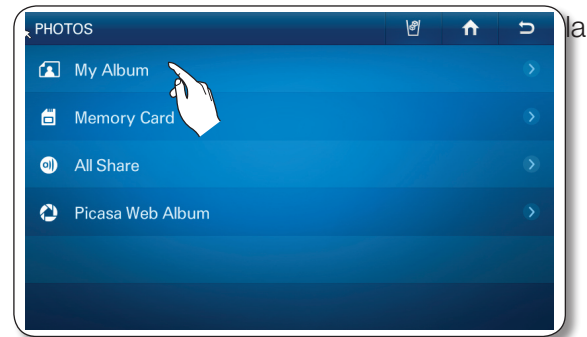 PHOTOS
la
My Album
Memory Card
All Share
Picasa Web Album